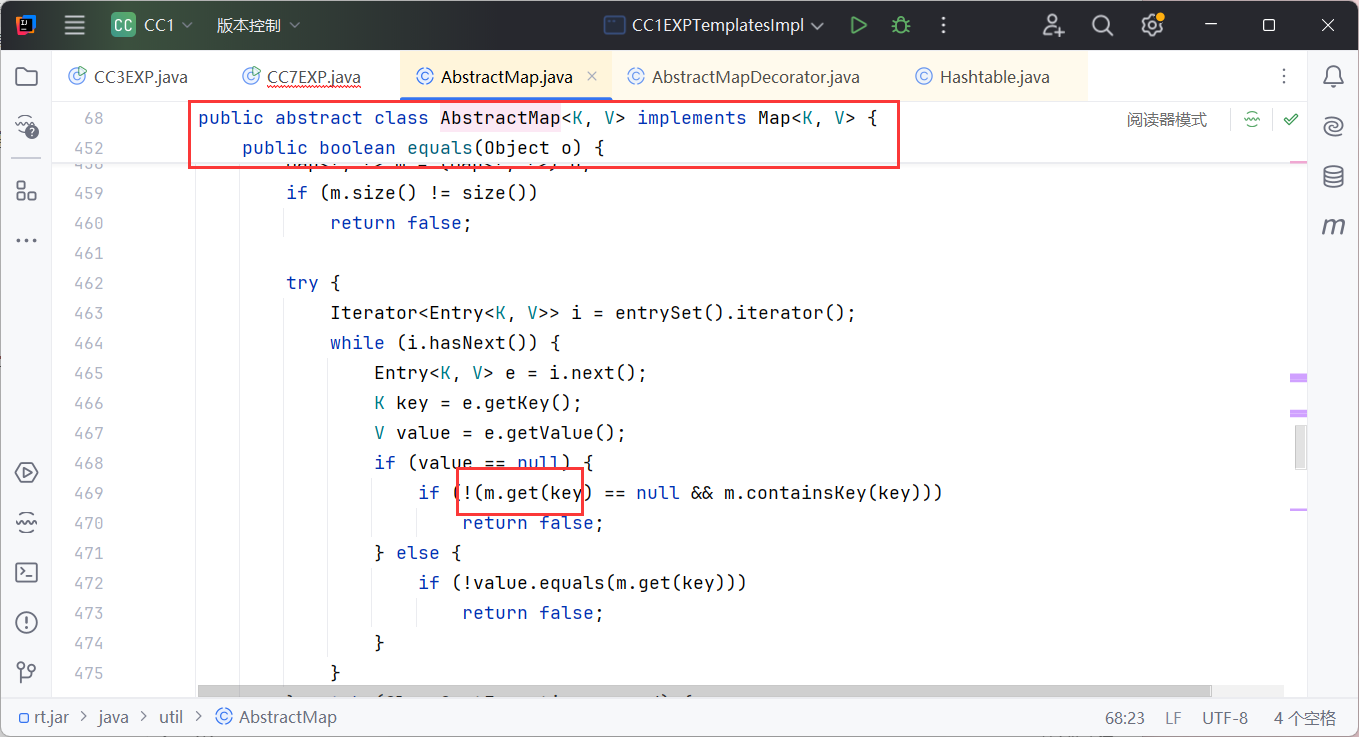 CC CC1 版本控制 CC1EXPTemplatesImpl
CC3EXP.java CC7EXP.java AbstractMap.java AbstractMapDecorator.java Hashtable.java
68 public abstract class AbstractMap<K, V> implements Map<K, V> { 阅读器模式
452 public boolean equals(Object o) {
459 if (m.size() != size())
460 return false;
461
462 try {
463 Iterator<Entry<K, V>> i = entrySet().iterator();
464 while (i.hasNext()) {
465 Entry<K, V> e = i.next();
466 K key = e.getKey();
467 V value = e.getValue();
468 if (value == null) {
469 if (!(m.get(key) == null && m.containsKey(key)))
470 return false;
471 } else {
472 if (!value.equals(m.get(key)))
473 return false;
474 }
475 }
rt.jar > java > util > AbstractMap 68:23 LF UTF-8 4 个空格